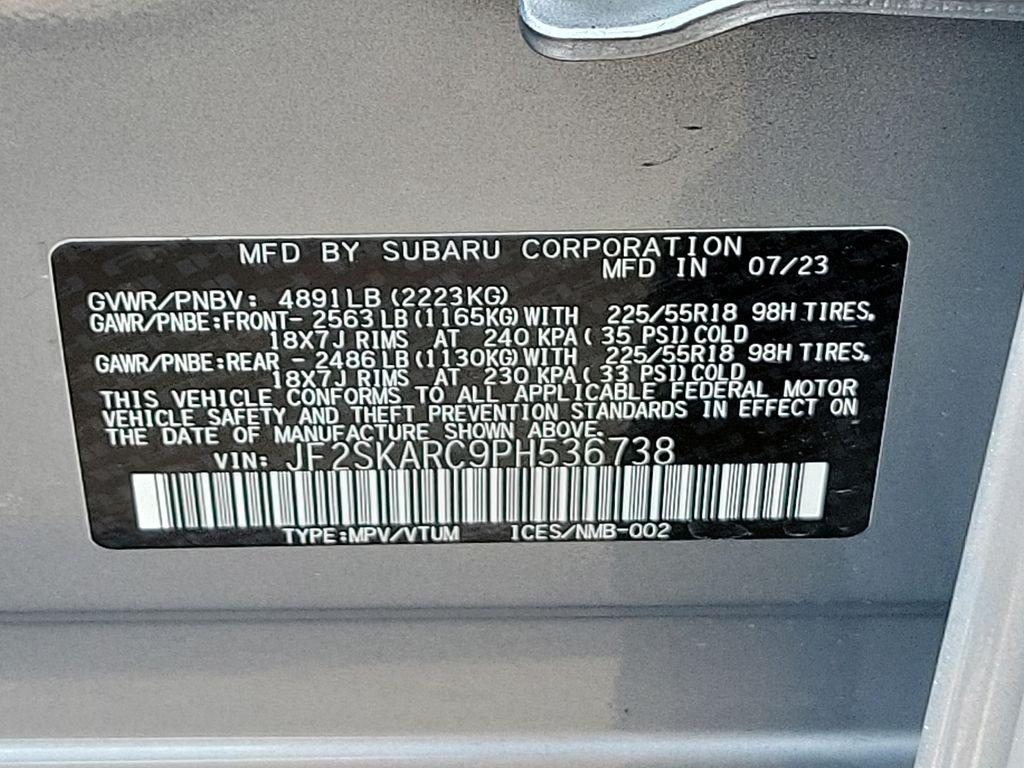 MFD BY SUBARU CORPORATION
MFD IN 07/23
GVWR/PNBV: 4891LB (2223KG)
GAWR/PNBE:FRONT- 2563LB(1165KG)WITH 225/55R18 98H TIRES,
18X7J RIMS AT 240 KPA( 35 PSI)COLD
GAWR/PNBE:REAR - 2486LB(1130KG)WITH 225/55R18 98H TIRES,
18X7J RIMS AT 230 KPA( 33 PSI)COLD
THIS VEHICLE CONFORMS TO ALL APPLICABLE FEDERAL MOTOR
VEHICLE SAFETY AND THEFT PREVENTION STANDARDS IN EFFECT ON
THE DATE OF MANUFACTURE SHOWN ABOVE.
VIN: JF2SKARC9PH536738
TYPE:MPV/VTUM ICES/NMB-002